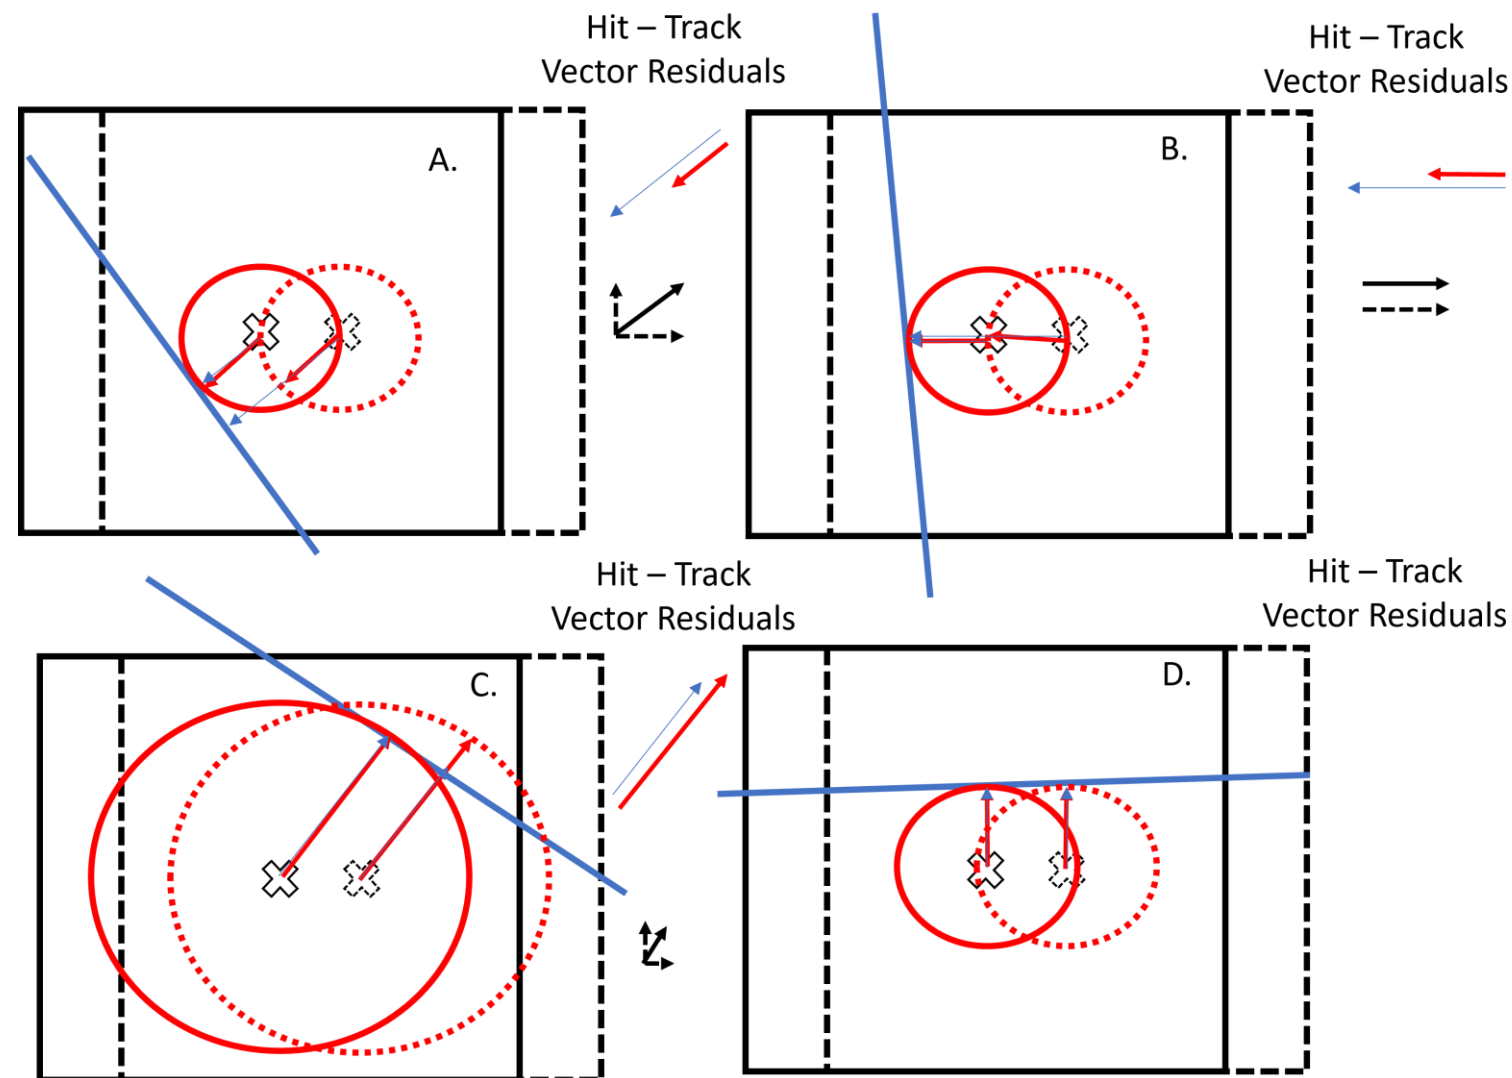 Hit – Track
Vector Residuals
A.
Hit – Track
Vector Residuals
B.
Hit – Track
Vector Residuals
C.
Hit – Track
Vector Residuals
D.